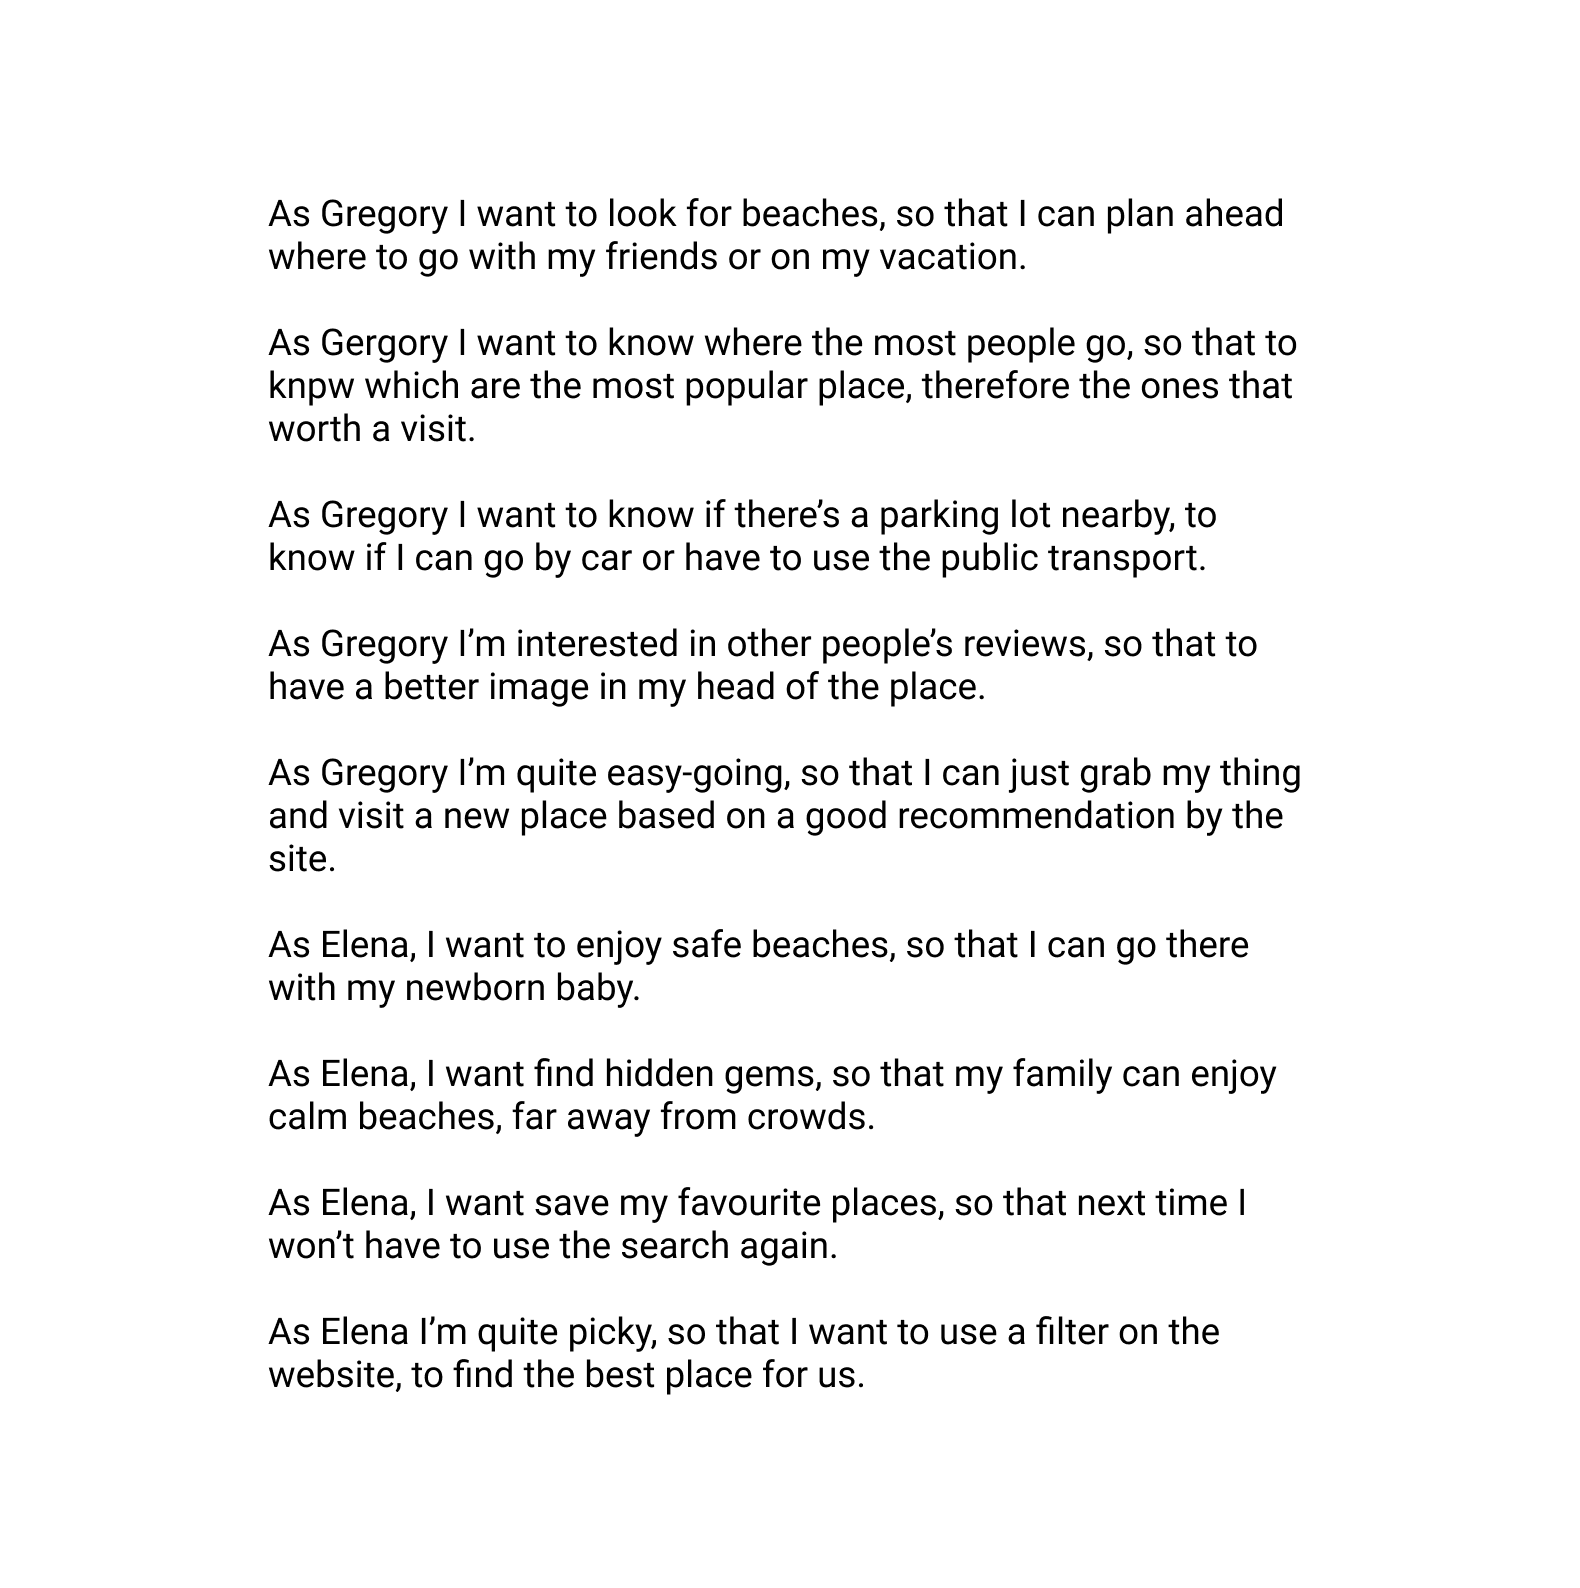 As Gregory I want to look for beaches, so that I can plan ahead
where to go with my friends or on my vacation.
As Gergory I want to know where the most people go, so that to
knpw which are the most popular place, therefore the ones that
worth a visit.
As Gregory I want to know if there’s a parking lot nearby, to
know if I can go by car or have to use the public transport.
As Gregory I’m interested in other people’s reviews, so that to
have a better image in my head of the place.
As Gregory I’m quite easy-going, so that I can just grab my thing
and visit a new place based on a good recommendation by the
site.
As Elena, I want to enjoy safe beaches, so that I can go there
with my newborn baby.
As Elena, I want find hidden gems, so that my family can enjoy
calm beaches, far away from crowds.
As Elena, I want save my favourite places, so that next time I
won’t have to use the search again.
As Elena I’m quite picky, so that I want to use a filter on the
website, to find the best place for us.